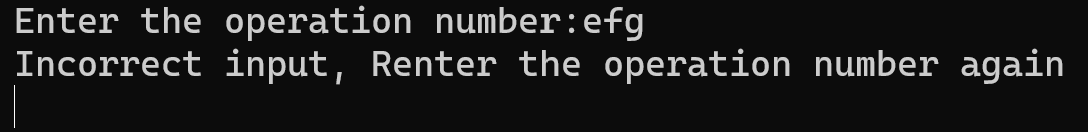 Enter the operation number:efg
Incorrect input, Renter the operation number again